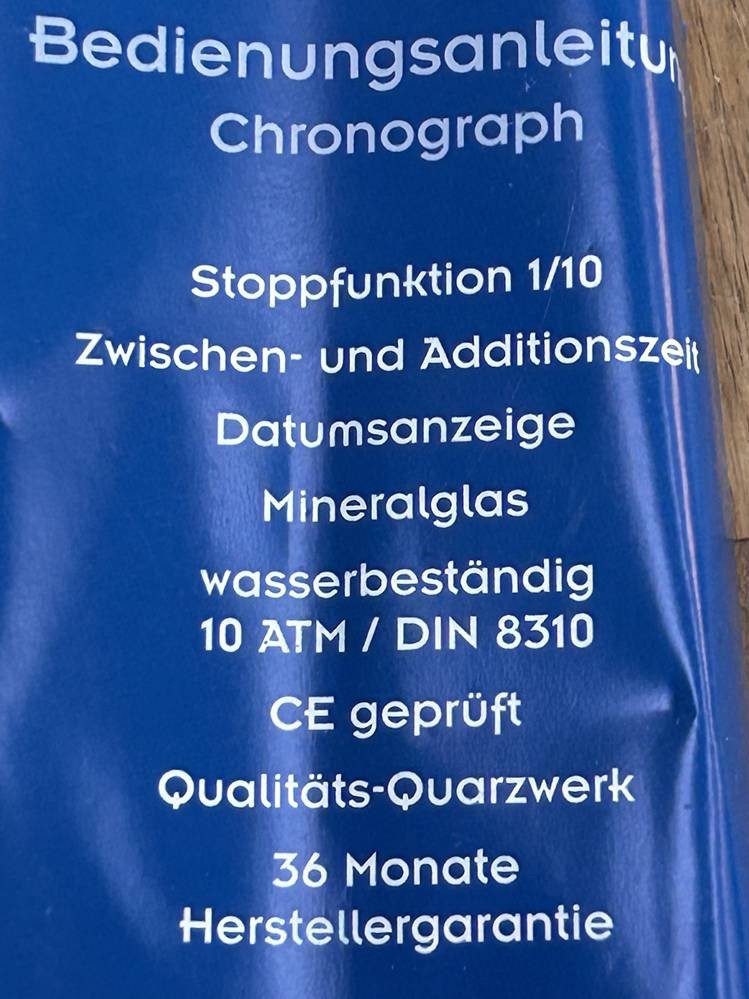 Bedienungsanleitun
Chronograph
Stoppfunktion 1/10
Zwischen- und Additionszeit
Datumsanzeige
Mineralglas
wasserbeständig
10 ATM / DIN 8310
CE geprüft
Qualitäts-Quarzwerk
36 Monate
Herstellergarantie